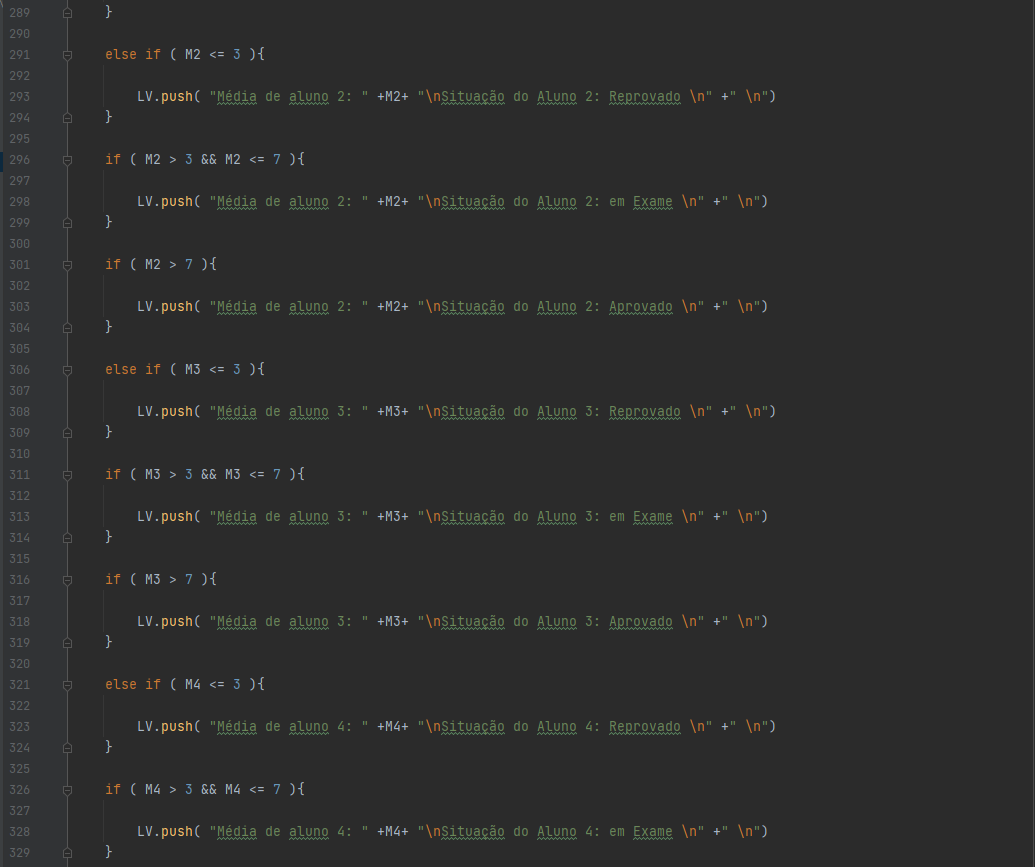 289 }
290
291 else if ( M2 <= 3 ){
292
293 LV.push( "Média de aluno 2: " +M2+ "\nSituação do Aluno 2: Reprovado \n" +" \n")
294 }
295
296 if ( M2 > 3 && M2 <= 7 ){
297
298 LV.push( "Média de aluno 2: " +M2+ "\nSituação do Aluno 2: em Exame \n" +" \n")
299 }
300
301 if ( M2 > 7 ){
302
303 LV.push( "Média de aluno 2: " +M2+ "\nSituação do Aluno 2: Aprovado \n" +" \n")
304 }
305
306 else if ( M3 <= 3 ){
307
308 LV.push( "Média de aluno 3: " +M3+ "\nSituação do Aluno 3: Reprovado \n" +" \n")
309 }
310
311 if ( M3 > 3 && M3 <= 7 ){
312
313 LV.push( "Média de aluno 3: " +M3+ "\nSituação do Aluno 3: em Exame \n" +" \n")
314 }
315
316 if ( M3 > 7 ){
317
318 LV.push( "Média de aluno 3: " +M3+ "\nSituação do Aluno 3: Aprovado \n" +" \n")
319 }
320
321 else if ( M4 <= 3 ){
322
323 LV.push( "Média de aluno 4: " +M4+ "\nSituação do Aluno 4: Reprovado \n" +" \n")
324 }
325
326 if ( M4 > 3 && M4 <= 7 ){
327
328 LV.push( "Média de aluno 4: " +M4+ "\nSituação do Aluno 4: em Exame \n" +" \n")
329 }